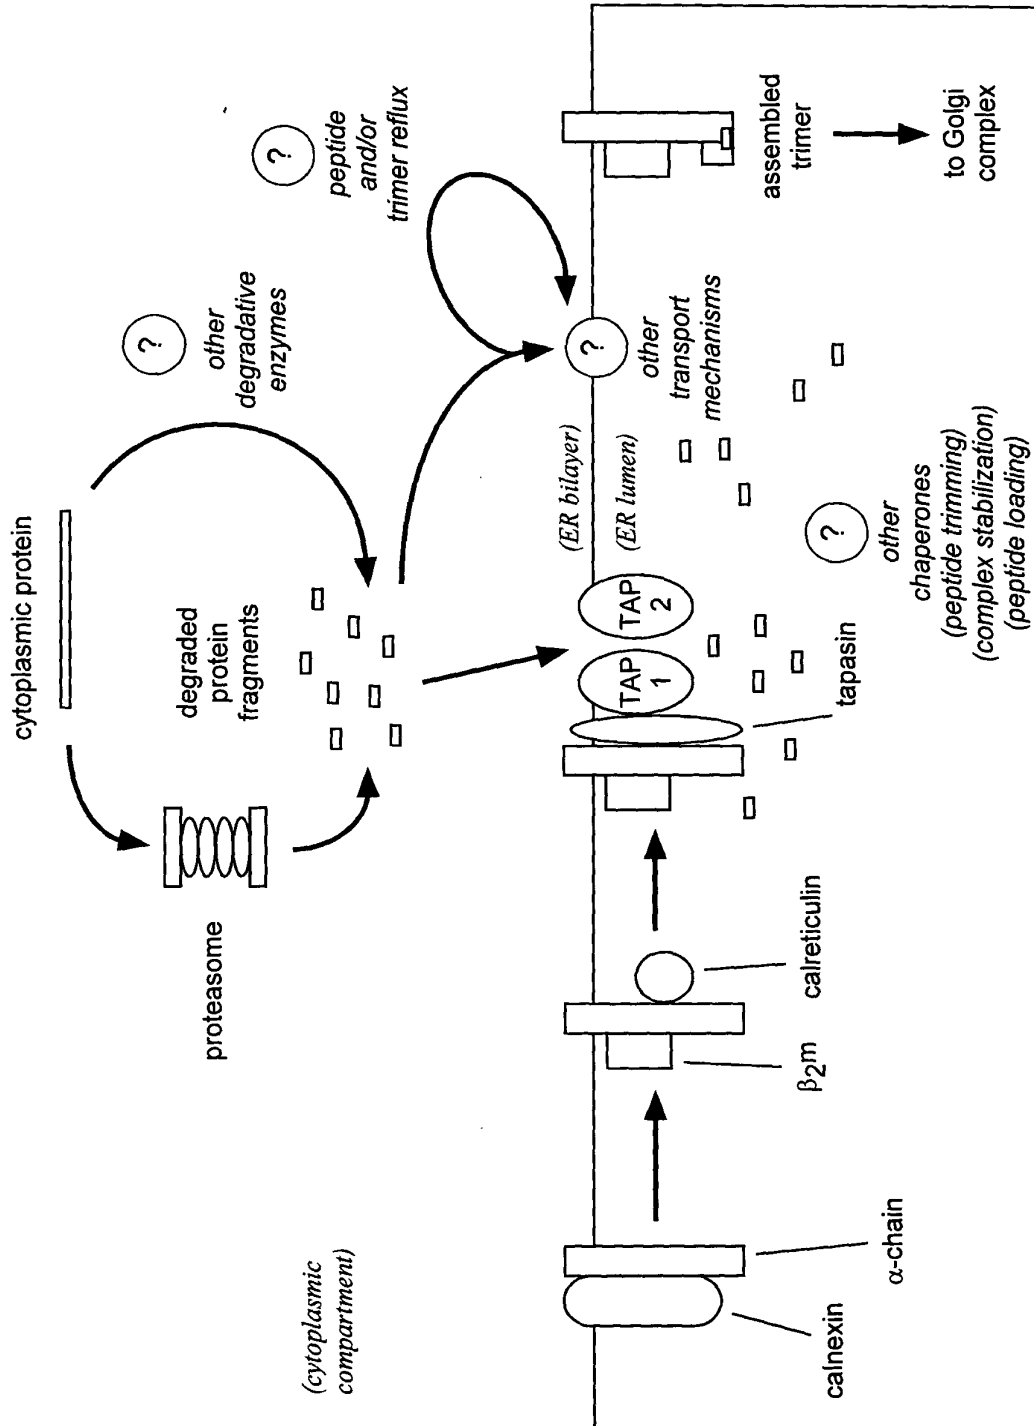 cytoplasmic protein
proteasome
degraded
protein
fragments
?
other
degradative
enzymes
?
peptide
and/or
trimer reflux
(cytoplasmic
compartment)
(ER bilayer)
(ER lumen)
TAP
1
TAP
2
?
other
transport
mechanisms
calnexin
α-chain
β2m
calreticulin
tapasin
?
other
chaperones
(peptide trimming)
(complex stabilization)
(peptide loading)
assembled
trimer
to Golgi
complex